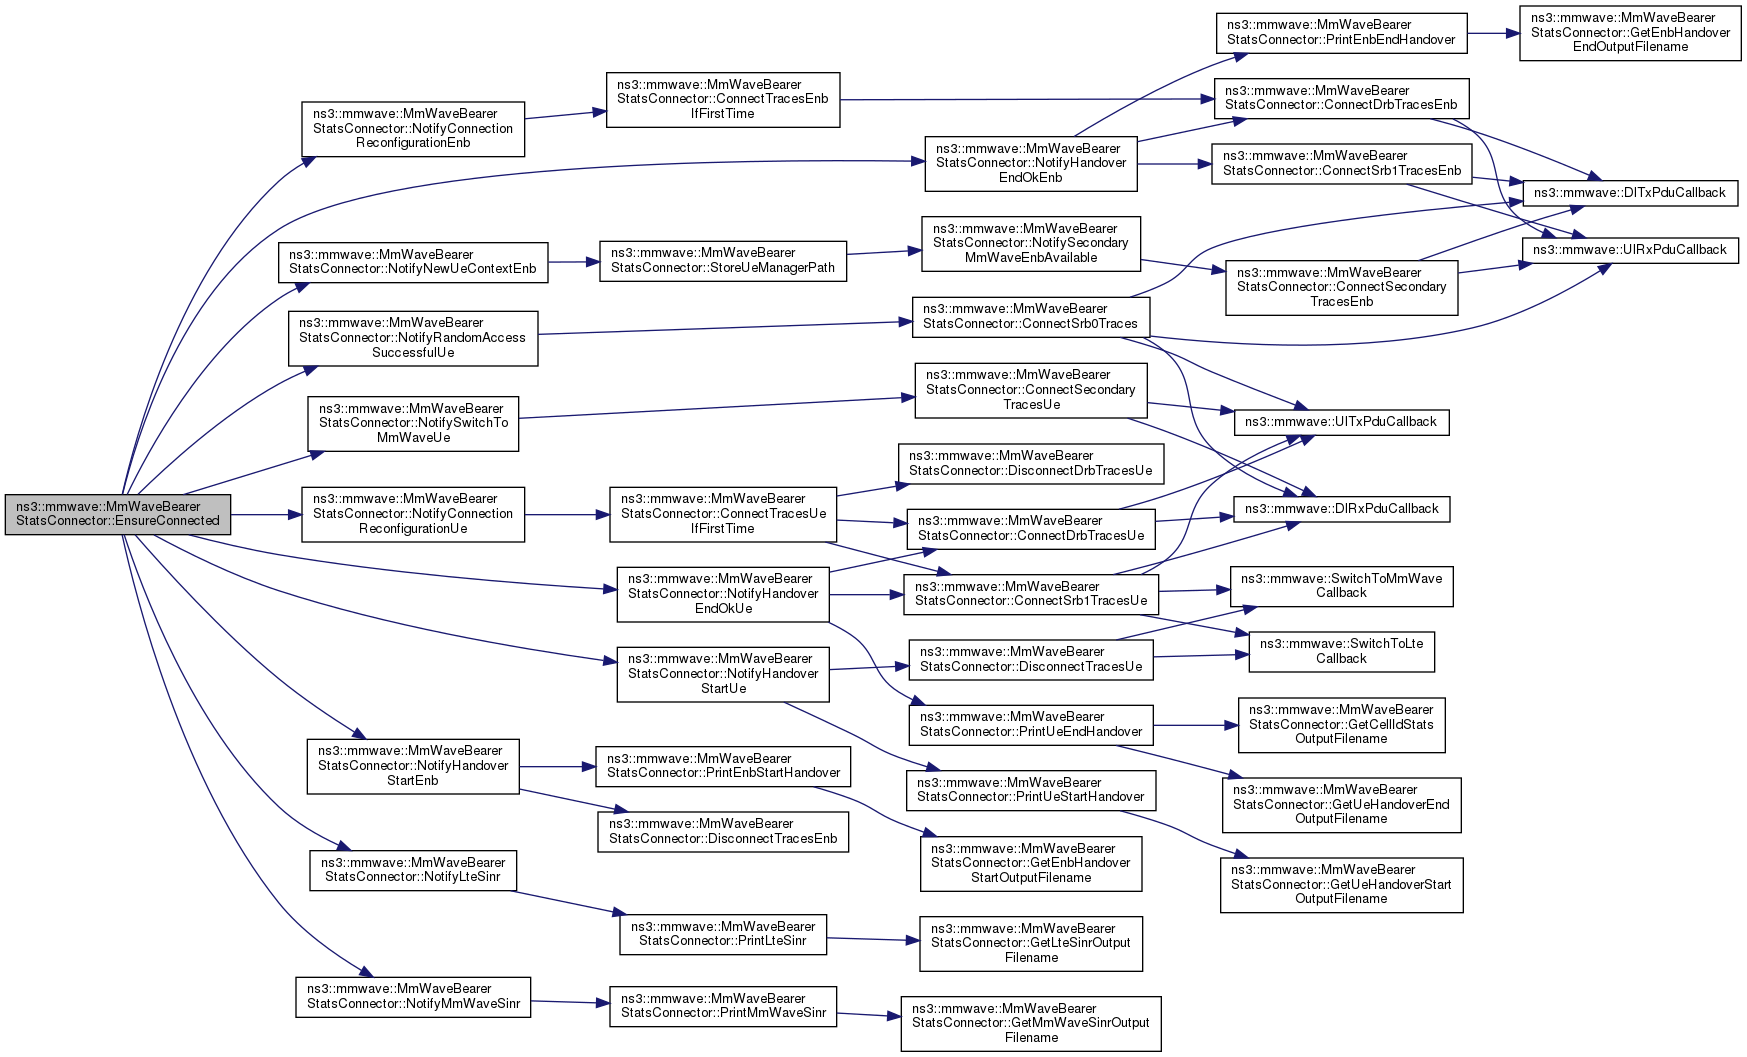 ns3::mmwave::MmWaveBearer
StatsConnector::EnsureConnected
ns3::mmwave::MmWaveBearer
StatsConnector::NotifyConnection
ReconfigurationEnb
ns3::mmwave::MmWaveBearer
StatsConnector::NotifyNewUeContextEnb
ns3::mmwave::MmWaveBearer
StatsConnector::NotifyRandomAccess
SuccessfulUe
ns3::mmwave::MmWaveBearer
StatsConnector::NotifySwitchTo
MmWaveUe
ns3::mmwave::MmWaveBearer
StatsConnector::NotifyConnection
ReconfigurationUe
ns3::mmwave::MmWaveBearer
StatsConnector::NotifyHandover
StartEnb
ns3::mmwave::MmWaveBearer
StatsConnector::NotifyLteSinr
ns3::mmwave::MmWaveBearer
StatsConnector::NotifyMmWaveSinr
ns3::mmwave::MmWaveBearer
StatsConnector::ConnectTracesEnb
IfFirstTime
ns3::mmwave::MmWaveBearer
StatsConnector::StoreUeManagerPath
ns3::mmwave::MmWaveBearer
StatsConnector::ConnectTracesUe
IfFirstTime
ns3::mmwave::MmWaveBearer
StatsConnector::NotifyHandover
EndOkUe
ns3::mmwave::MmWaveBearer
StatsConnector::NotifyHandover
StartUe
ns3::mmwave::MmWaveBearer
StatsConnector::PrintEnbStartHandover
ns3::mmwave::MmWaveBearer
StatsConnector::DisconnectTracesEnb
ns3::mmwave::MmWaveBearer
StatsConnector::PrintLteSinr
ns3::mmwave::MmWaveBearer
StatsConnector::PrintMmWaveSinr
ns3::mmwave::MmWaveBearer
StatsConnector::NotifyHandover
EndOkEnb
ns3::mmwave::MmWaveBearer
StatsConnector::NotifySecondary
MmWaveEnbAvailable
ns3::mmwave::MmWaveBearer
StatsConnector::ConnectSrb0Traces
ns3::mmwave::MmWaveBearer
StatsConnector::ConnectSecondary
TracesUe
ns3::mmwave::MmWaveBearer
StatsConnector::DisconnectDrbTracesUe
ns3::mmwave::MmWaveBearer
StatsConnector::ConnectDrbTracesUe
ns3::mmwave::MmWaveBearer
StatsConnector::ConnectSrb1TracesUe
ns3::mmwave::MmWaveBearer
StatsConnector::DisconnectTracesUe
ns3::mmwave::MmWaveBearer
StatsConnector::PrintUeEndHandover
ns3::mmwave::MmWaveBearer
StatsConnector::PrintUeStartHandover
ns3::mmwave::MmWaveBearer
StatsConnector::GetEnbHandover
StartOutputFilename
ns3::mmwave::MmWaveBearer
StatsConnector::GetLteSinrOutput
Filename
ns3::mmwave::MmWaveBearer
StatsConnector::GetMmWaveSinrOutput
Filename
ns3::mmwave::MmWaveBearer
StatsConnector::PrintEnbEndHandover
ns3::mmwave::MmWaveBearer
StatsConnector::ConnectDrbTracesEnb
ns3::mmwave::MmWaveBearer
StatsConnector::ConnectSrb1TracesEnb
ns3::mmwave::MmWaveBearer
StatsConnector::ConnectSecondary
TracesEnb
ns3::mmwave::UlTxPduCallback
ns3::mmwave::DlRxPduCallback
ns3::mmwave::SwitchToMmWave
Callback
ns3::mmwave::SwitchToLte
Callback
ns3::mmwave::MmWaveBearer
StatsConnector::GetCellIdStats
OutputFilename
ns3::mmwave::MmWaveBearer
StatsConnector::GetUeHandoverEnd
OutputFilename
ns3::mmwave::MmWaveBearer
StatsConnector::GetUeHandoverStart
OutputFilename
ns3::mmwave::MmWaveBearer
StatsConnector::GetEnbHandover
EndOutputFilename
ns3::mmwave::DlTxPduCallback
ns3::mmwave::UlRxPduCallback